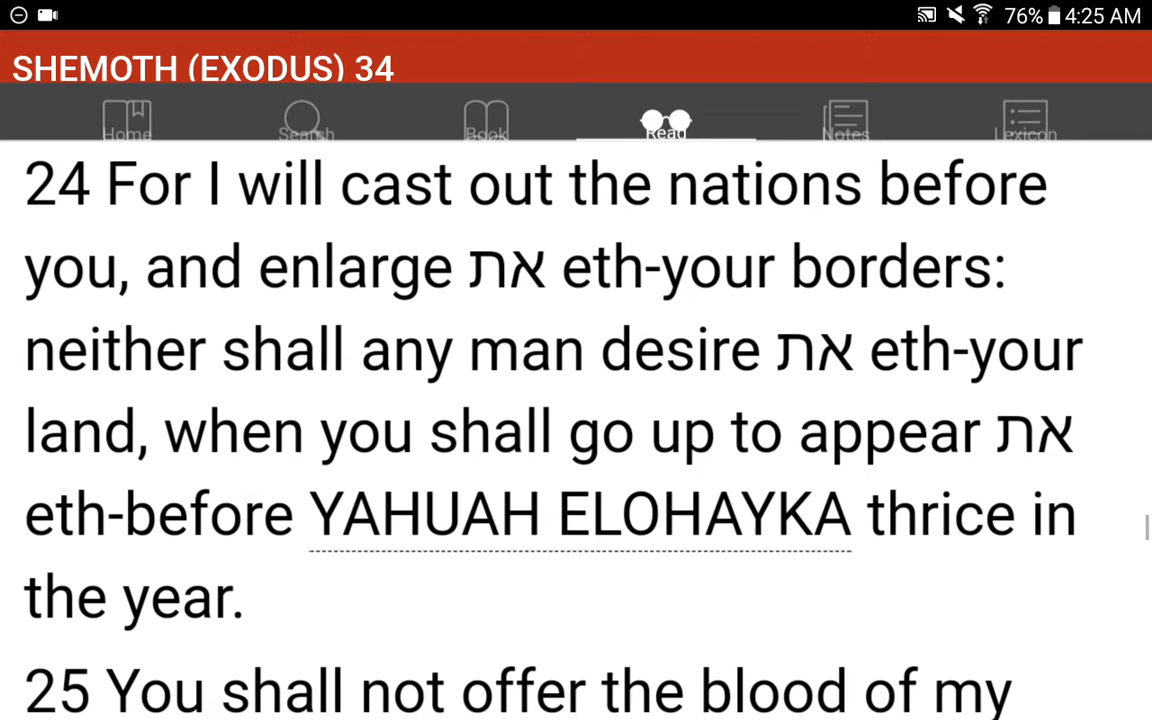 76% 4:25 AM
SHEMOTH (EXODUS) 34
Home Search Book Read Notes Lexicon
24 For I will cast out the nations before
you, and enlarge את eth-your borders:
neither shall any man desire את eth-your
land, when you shall go up to appear את
eth-before YAHUAH ELOHAYKA thrice in
the year.
25 You shall not offer the blood of my